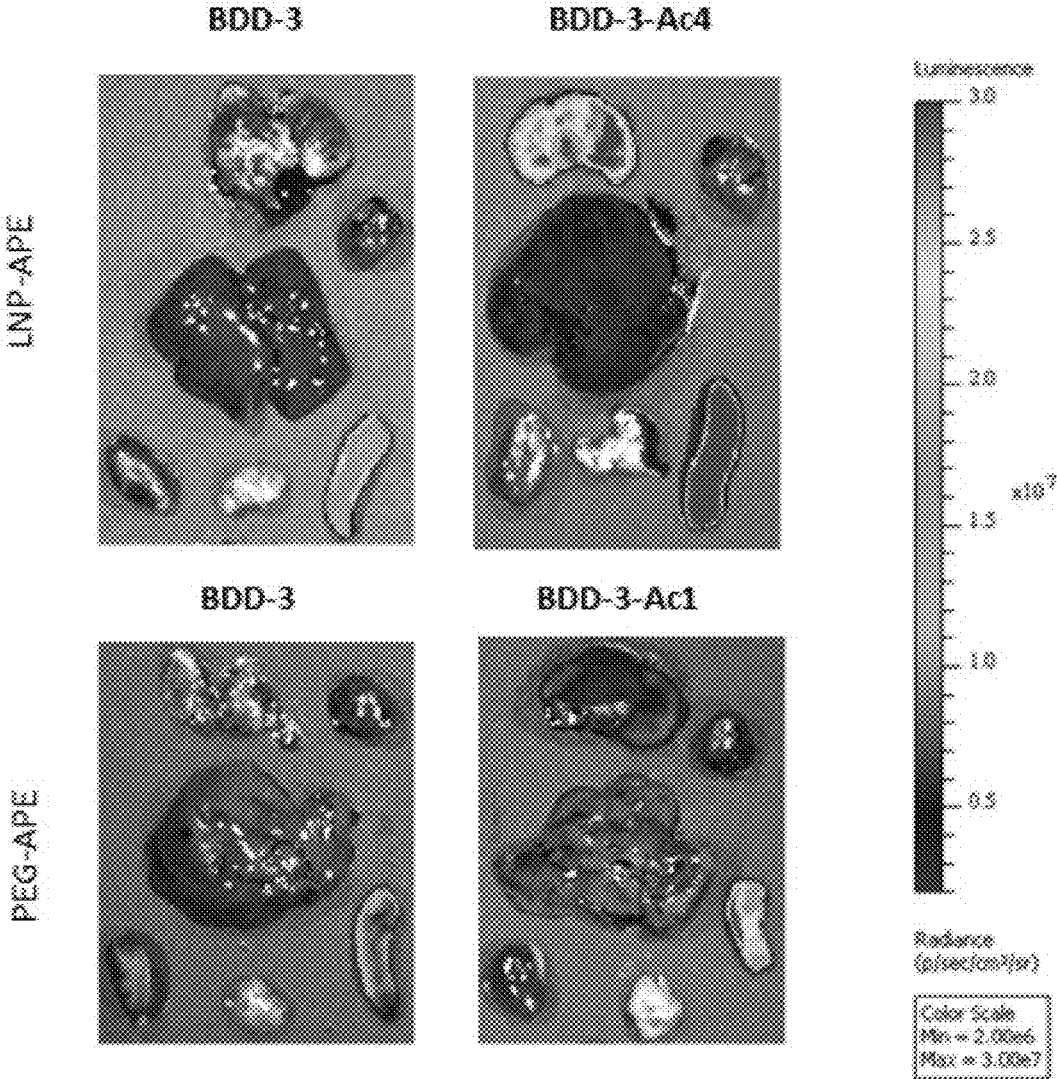 BDD-3
BDD-3-Ac4
LNP-APE
Luminescence
3.0
2.5
2.0
1.5
x10^7
1.0
0.5
BDD-3
BDD-3-Ac1
PEG-APE
Radiance
(p/sec/cm²/sr)
Color Scale
Min = 2.00e6
Max = 3.00e7